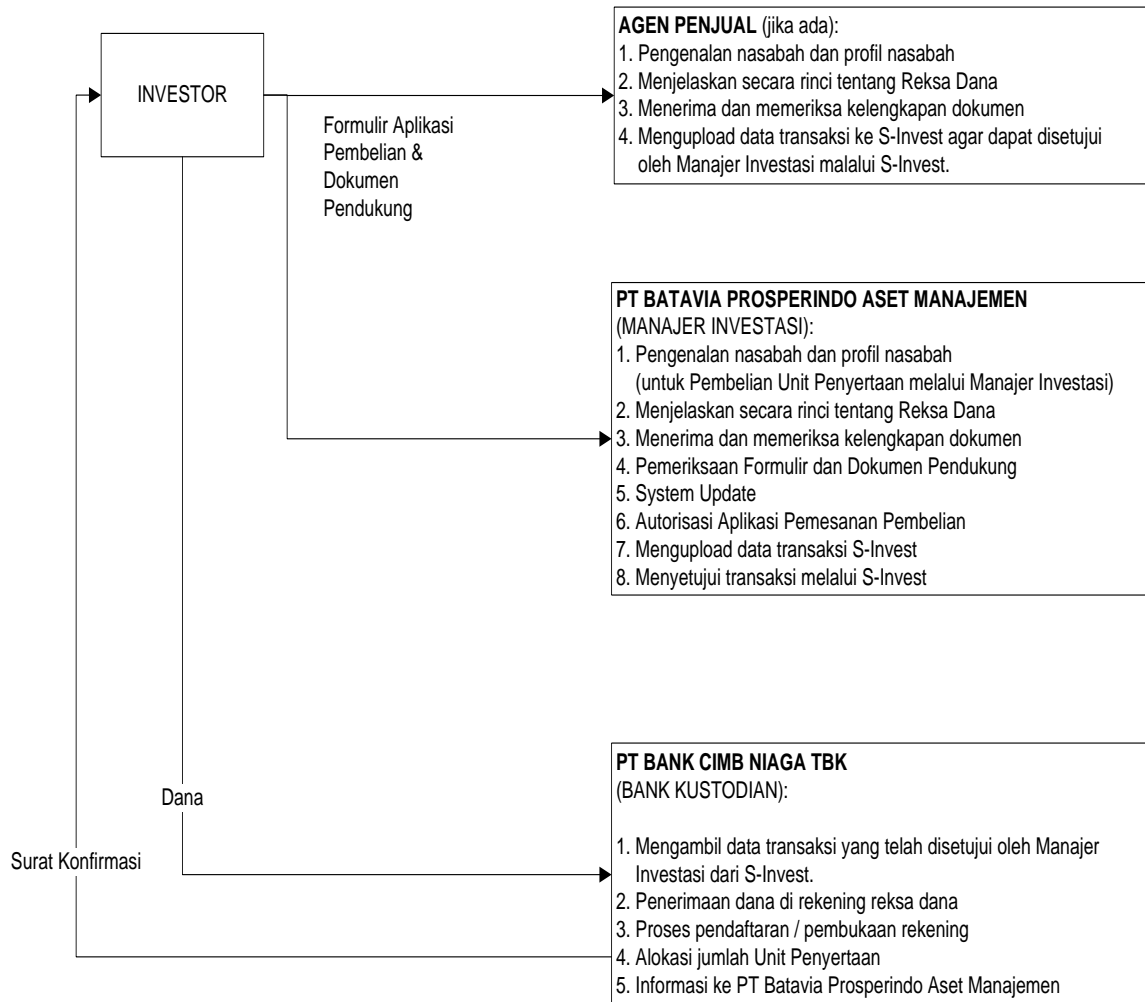 INVESTOR
Formulir Aplikasi
Pembelian &
Dokumen
Pendukung
AGEN PENJUAL (jika ada):
1. Pengenalan nasabah dan profil nasabah
2. Menjelaskan secara rinci tentang Reksa Dana
3. Menerima dan memeriksa kelengkapan dokumen
4. Mengupload data transaksi ke S-Invest agar dapat disetujui
oleh Manajer Investasi malalui S-Invest.
PT BATAVIA PROSPERINDO ASET MANAJEMEN
(MANAJER INVESTASI):
1. Pengenalan nasabah dan profil nasabah
(untuk Pembelian Unit Penyertaan melalui Manajer Investasi)
2. Menjelaskan secara rinci tentang Reksa Dana
3. Menerima dan memeriksa kelengkapan dokumen
4. Pemeriksaan Formulir dan Dokumen Pendukung
5. System Update
6. Autorisasi Aplikasi Pemesanan Pembelian
7. Mengupload data transaksi S-Invest
8. Menyetujui transaksi melalui S-Invest
Dana
Surat Konfirmasi
PT BANK CIMB NIAGA TBK
(BANK KUSTODIAN):
1. Mengambil data transaksi yang telah disetujui oleh Manajer
Investasi dari S-Invest.
2. Penerimaan dana di rekening reksa dana
3. Proses pendaftaran / pembukaan rekening
4. Alokasi jumlah Unit Penyertaan
5. Informasi ke PT Batavia Prosperindo Aset Manajemen